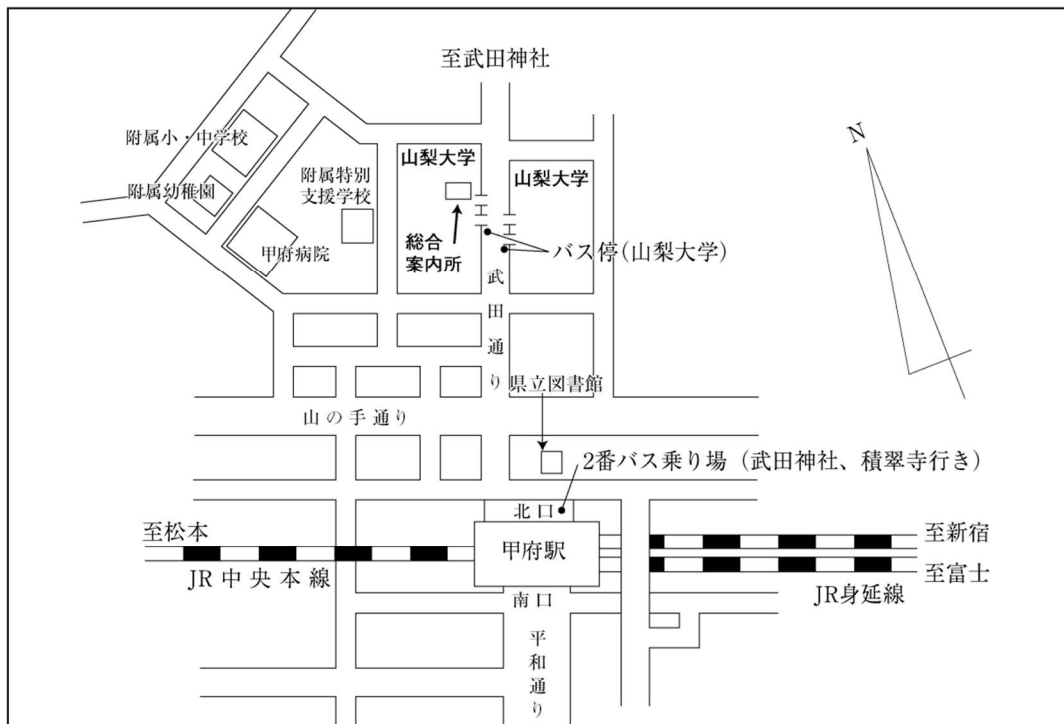 至武田神社
N
附属小・中学校
山梨大学
附属特別
支援学校
山梨大学
附属幼稚園
甲府病院
総合
案内所
バス停(山梨大学)
武田通り
県立図書館
山の手通り
2番バス乗り場（武田神社、積翠寺行き）
北口
至松本
甲府駅
至新宿
JR中央本線
至富士
南口
JR身延線
平和通り